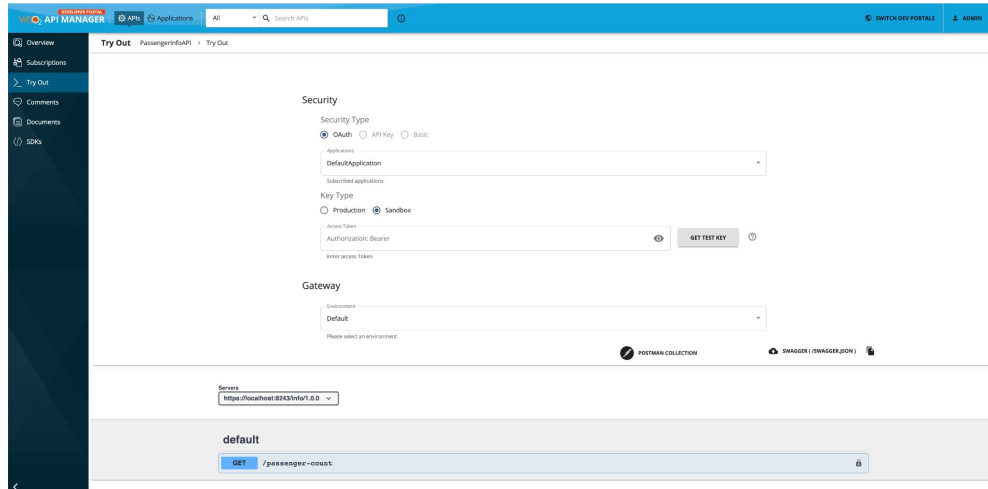 DEVELOPER PORTAL
WSO2 API MANAGER
APIs
Applications
All
Search APIs
SWITCH DEV PORTALS
ADMIN
Overview
Subscriptions
Try Out
Comments
Documents
SDKs
Try Out PassengerInfoAPI > Try Out
Security
Security Type
OAuth API Key Basic
Applications
DefaultApplication
Subscribed applications
Key Type
Production Sandbox
Access Token
Authorization: Bearer
GET TEST KEY
Enter access Token
Gateway
Environment
Default
Please select an environment
POSTMAN COLLECTION
SWAGGER ( /SWAGGER.JSON )
Servers
https://localhost:8243/info/1.0.0
default
GET /passenger-count